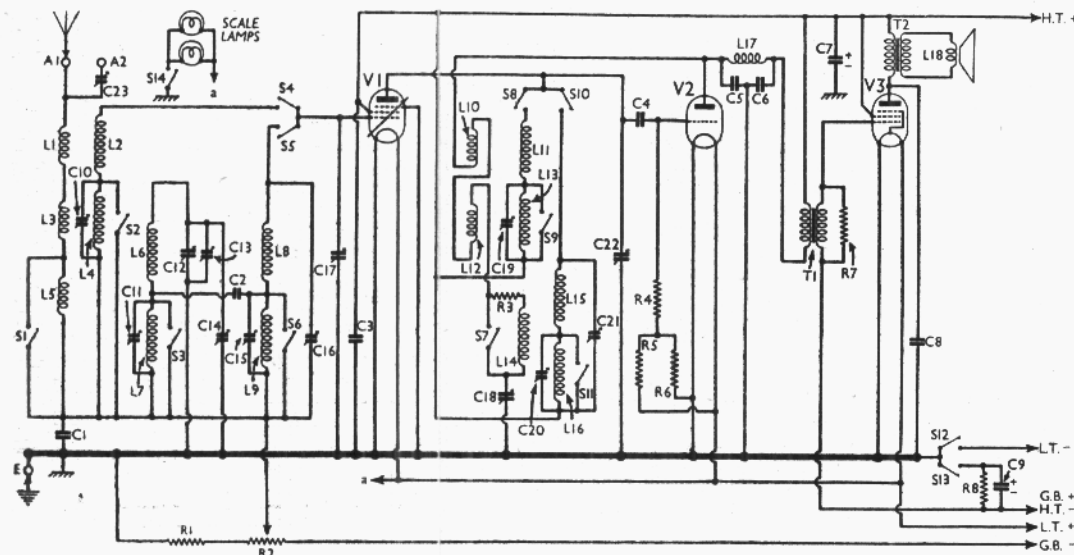 SCALE
LAMPS
A1
A2
S14
a
C23
S4
S5
V1
L1
L2
C10
L3
L4
S2
L5
S1
L6
C12
C13
C11
C2
L8
L7
S3
C14
C15
L9
S6
C16
C17
C3
C1
E
R1
R2
L10
L12
S8
S10
L11
L13
C19
S9
R3
S7
L14
C18
L15
C21
C20
L16
S11
C22
C4
V2
R4
R5
R6
L17
C5
C6
C7
+
-
T2
L18
V3
T1
R7
C8
S12
S13
R8
C9
+
-
a
H.T. +
L.T. -
G.B. +
H.T. -
L.T. +
G.B. -